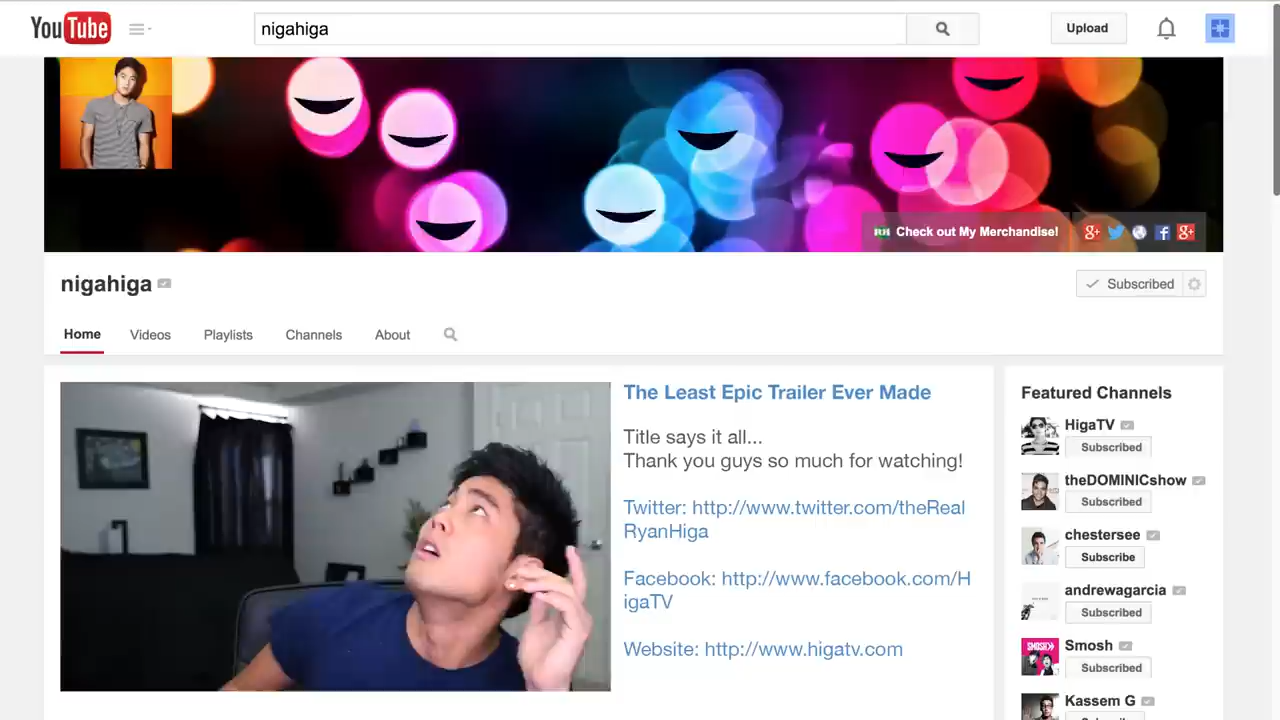 YouTube
nigahiga
Upload
Check out My Merchandise!
nigahiga
Subscribed
Home Videos Playlists Channels About
The Least Epic Trailer Ever Made
Title says it all...
Thank you guys so much for watching!
Twitter: http://www.twitter.com/theReal
RyanHiga
Facebook: http://www.facebook.com/H
igaTV
Website: http://www.higatv.com
Featured Channels
HigaTV
Subscribed
theDOMINICshow
Subscribed
chestersee
Subscribe
andrewagarcia
Subscribed
Smosh
Subscribed
Kassem G